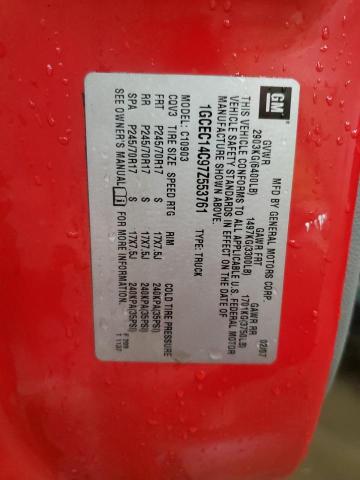 GM
MFD BY GENERAL MOTORS CORP. 02/07
GVWR GAWR FRT GAWR RR
2903KG(6400LB) 1497KG(3300LB) 1701KG(3750LB)
THIS VEHICLE CONFORMS TO ALL APPLICABLE U.S. FEDERAL MOTOR
VEHICLE SAFETY STANDARDS IN EFFECT ON THE DATE OF
MANUFACTURE SHOWN ABOVE.
1GCEC14C97Z553761 TYPE: TRUCK
MODEL: C10903
CQV3 TIRE SIZE SPEED RTG RIM COLD TIRE PRESSURE
FRT P245/70R17 S 17X7.5J 240KPA(35PSI)
RR P245/70R17 S 17X7.5J 240KPA(35PSI)
SPA P245/70R17 S 17X7.5J 240KPA(35PSI)
SEE OWNER'S MANUAL